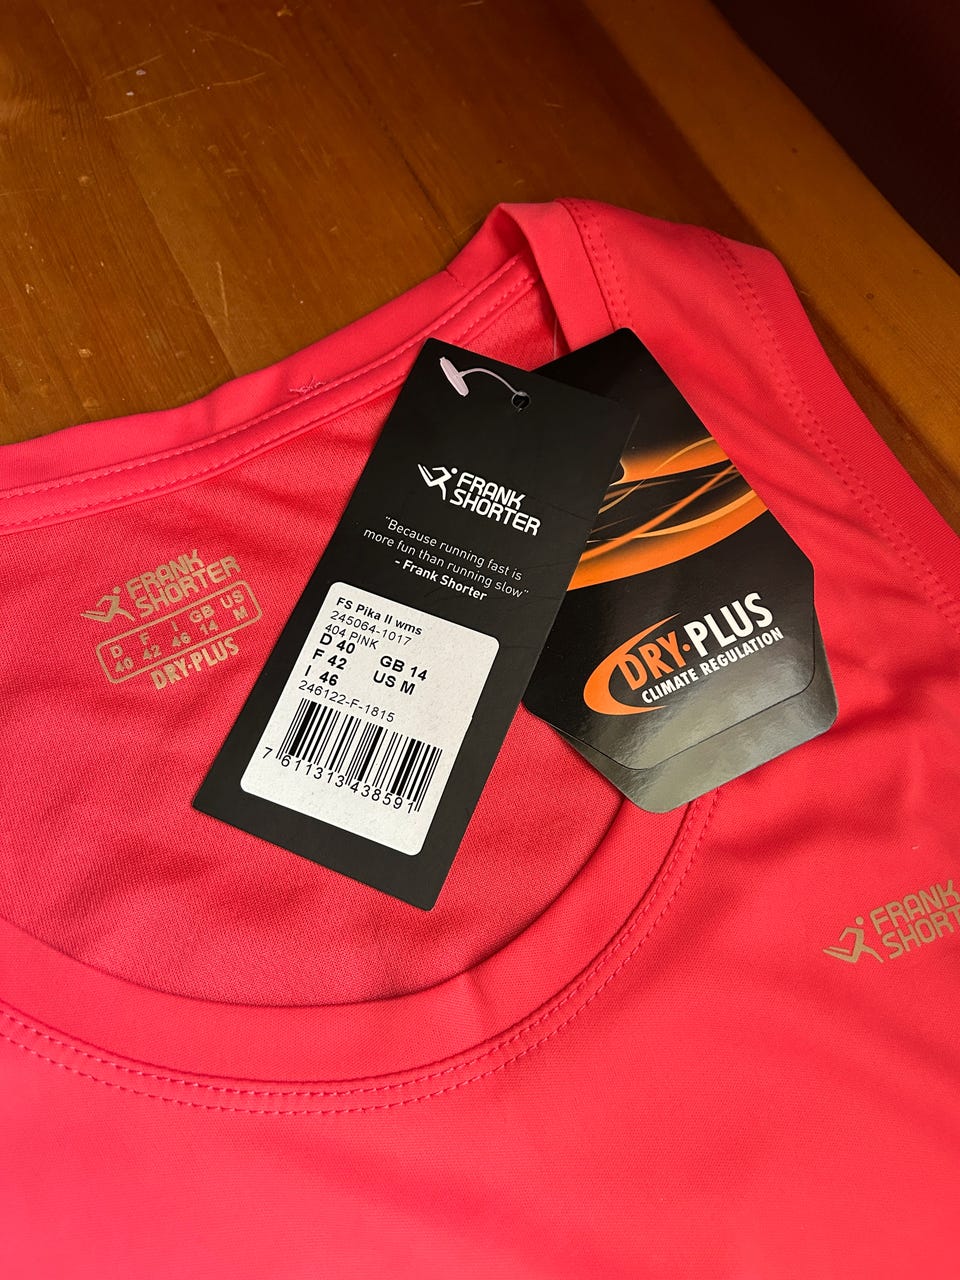 FRANK
SHORTER
"Because running fast is
more fun than running slow"
- Frank Shorter
FS Pika II wms
245064-1017
404 PINK
D 40
F 42 GB 14
I 46 US M
246122-F-1815
7 611313 438591
DRY·PLUS
CLIMATE REGULATION
FRANK
SHORTER
D F I GB US
40 42 46 14 M
DRY·PLUS
FRANK
SHORT